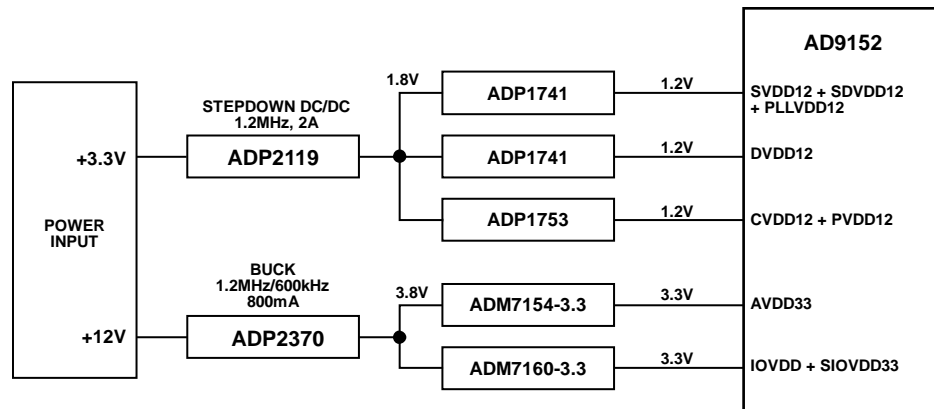 AD9152
POWER
INPUT
+3.3V
+12V
STEPDOWN DC/DC
1.2MHz, 2A
ADP2119
1.8V
ADP1741
1.2V
SVDD12 + SDVDD12
+ PLLVDD12
ADP1741
1.2V
DVDD12
ADP1753
1.2V
CVDD12 + PVDD12
BUCK
1.2MHz/600kHz
800mA
ADP2370
3.8V
ADM7154-3.3
3.3V
AVDD33
ADM7160-3.3
3.3V
IOVDD + SIOVDD33